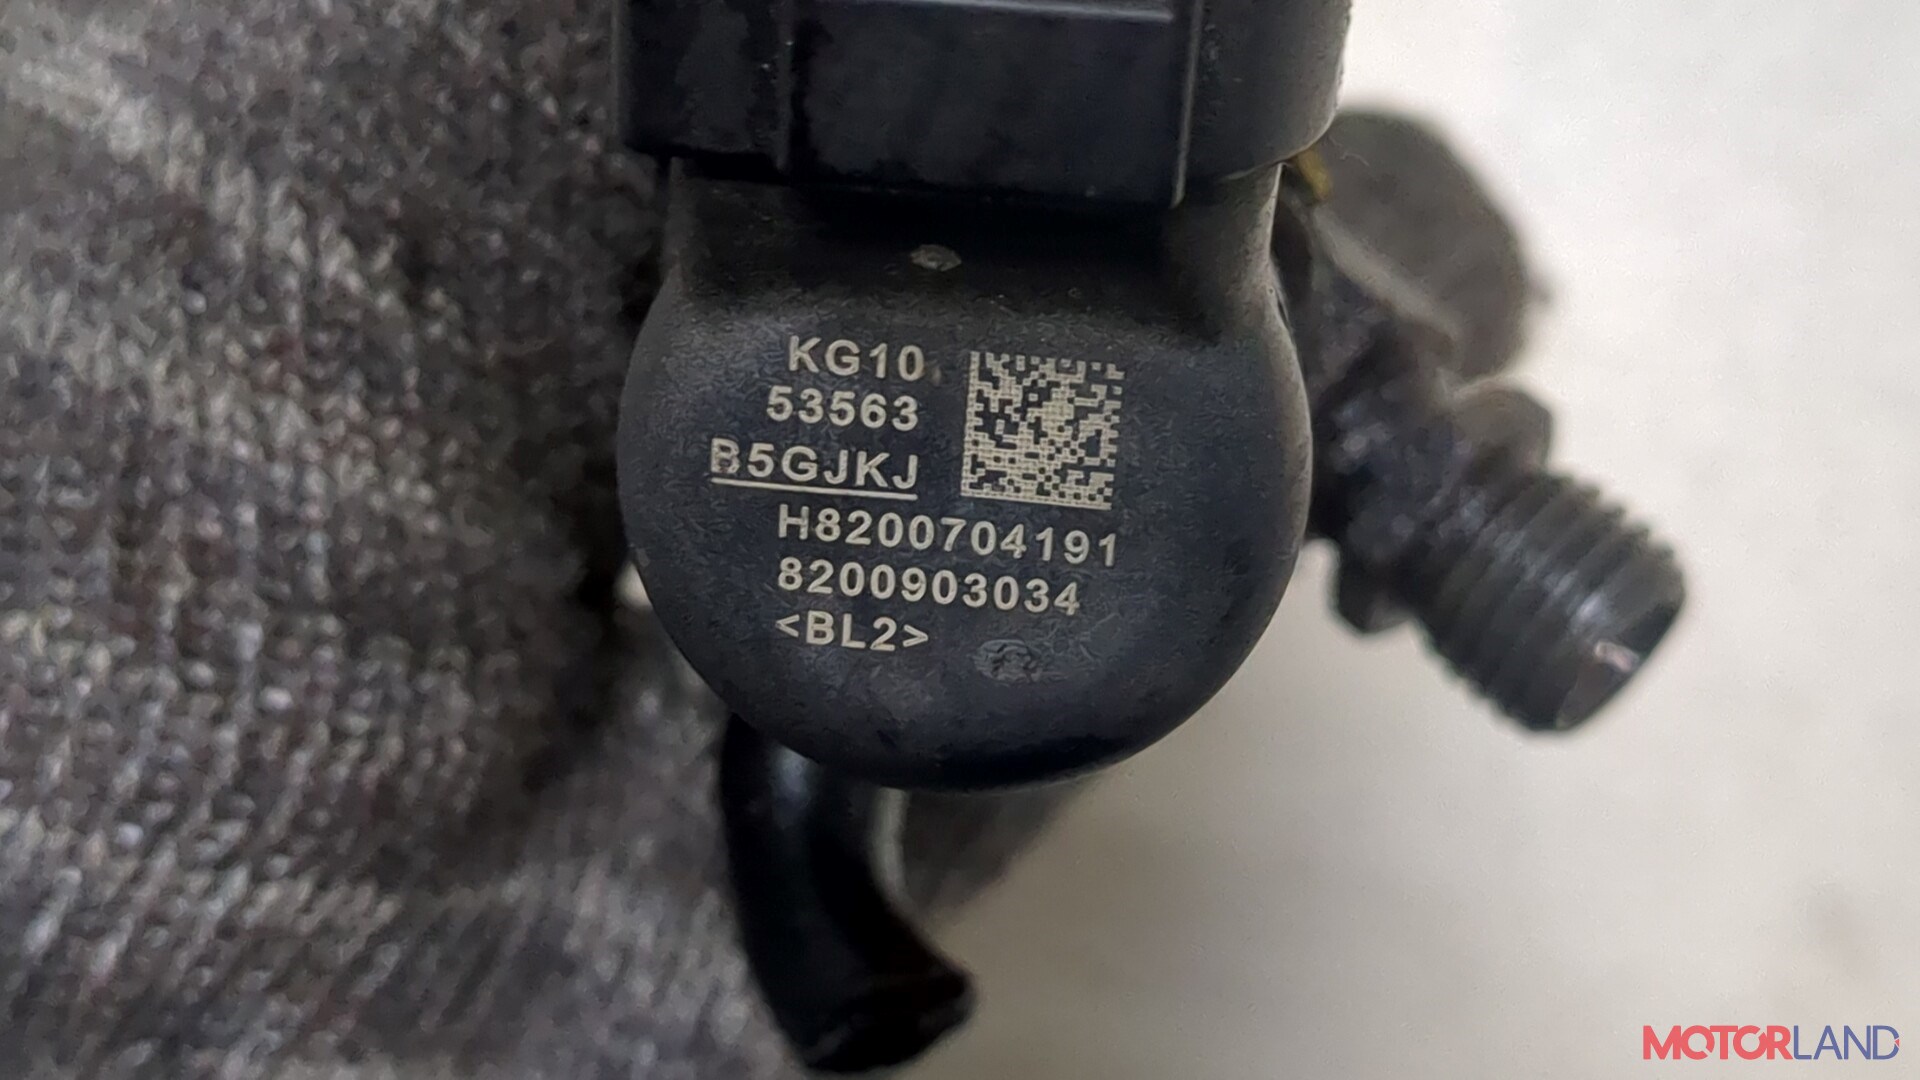 KG10
53563
B5GJKJ
H8200704191
8200903034
<BL2>
MOTORLAND